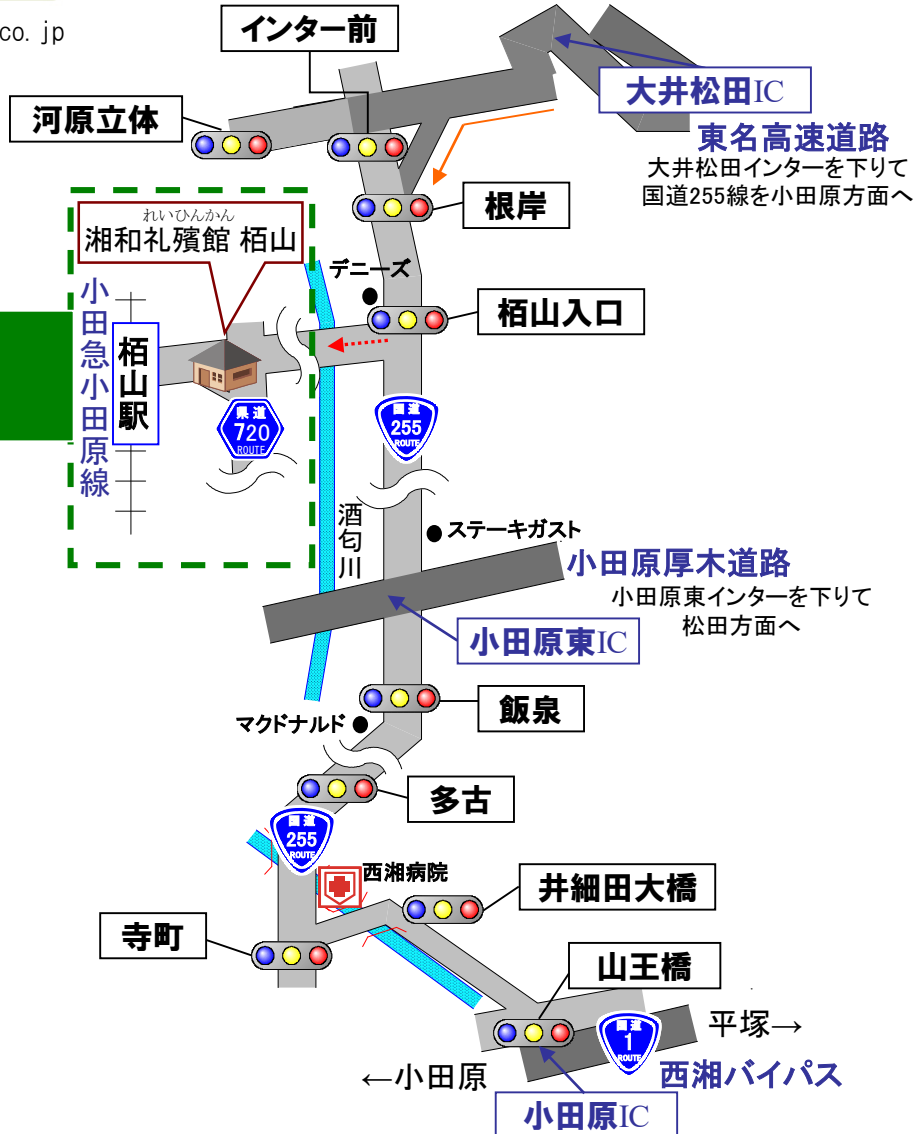 co. jp
インター前
河原立体
大井松田IC
東名高速道路
大井松田インターを下りて
国道255線を小田原方面へ
根岸
れいひんかん
湘和礼殯館 栢山
デニーズ
栢山入口
小田急小田原線
栢山駅
県道
720
ROUTE
国道
255
ROUTE
酒匂川
ステーキガスト
小田原厚木道路
小田原東インターを下りて
松田方面へ
小田原東IC
飯泉
マクドナルド
多古
国道
255
ROUTE
西湘病院
井細田大橋
寺町
山王橋
国道
1
ROUTE
平塚→
←小田原
西湘バイパス
小田原IC